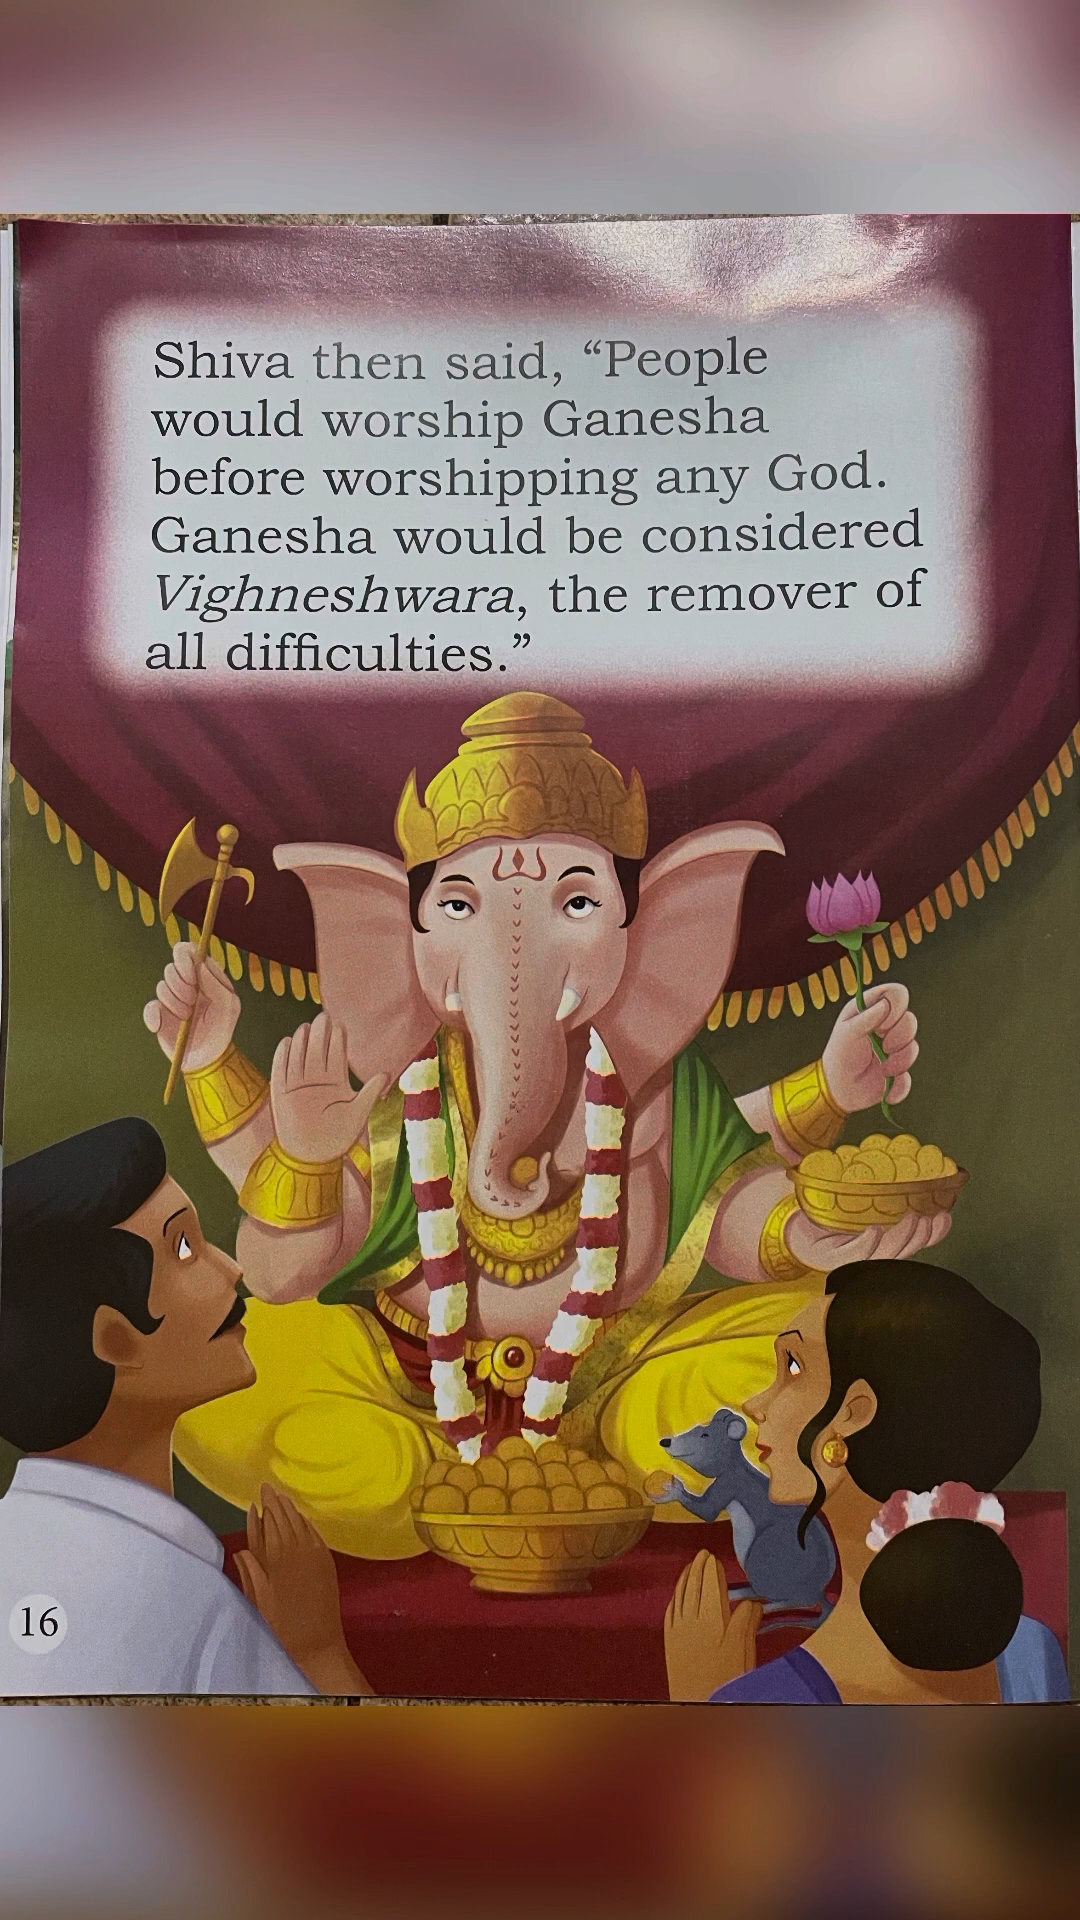 Shiva then said, “People
would worship Ganesha
before worshipping any God.
Ganesha would be considered
Vighneshwara, the remover of
all difficulties.”
16